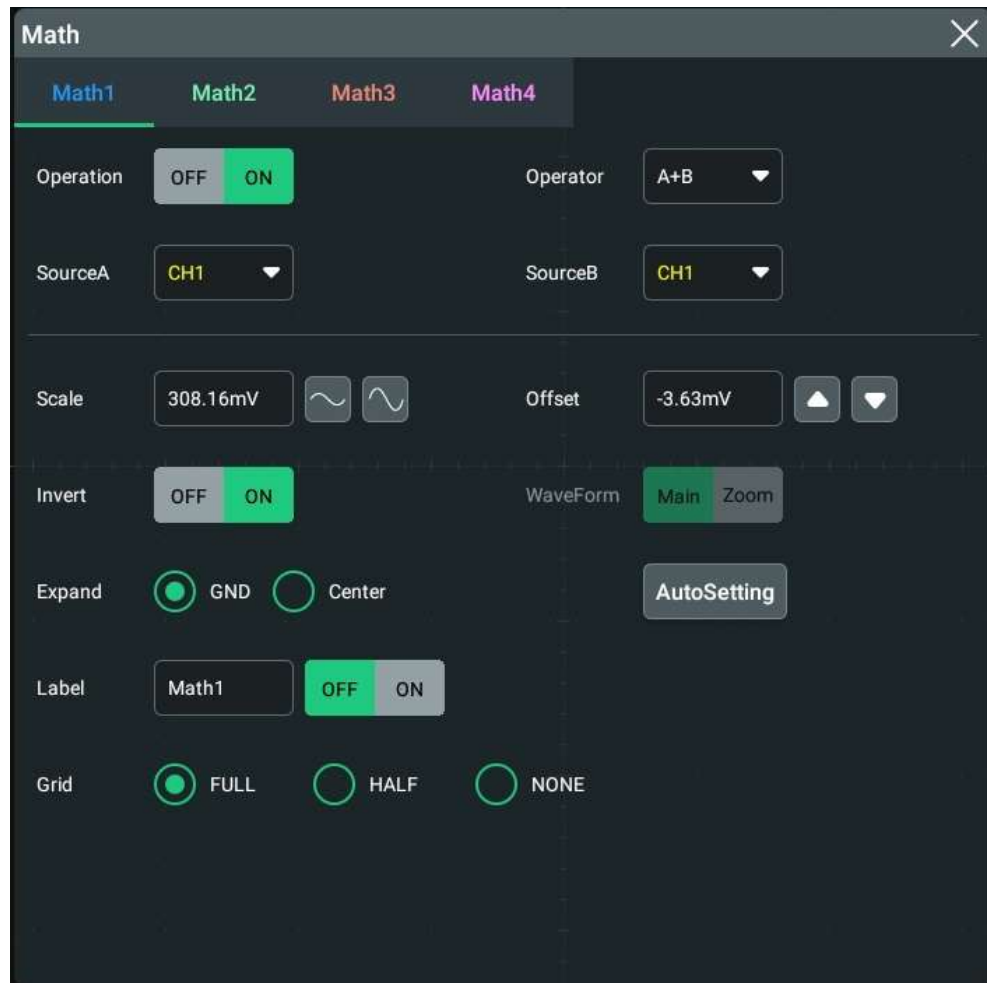 Math
Math1 Math2 Math3 Math4
Operation OFF ON Operator A+B
SourceA CH1 SourceB CH1
Scale 308.16mV Offset -3.63mV
Invert OFF ON WaveForm Main Zoom
Expand GND Center AutoSetting
Label Math1 OFF ON
Grid FULL HALF NONE